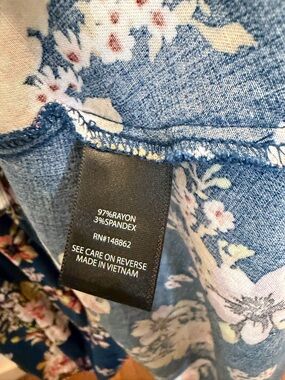 97%RAYON
3%SPANDEX
RN#148862
SEE CARE ON REVERSE
MADE IN VIETNAM